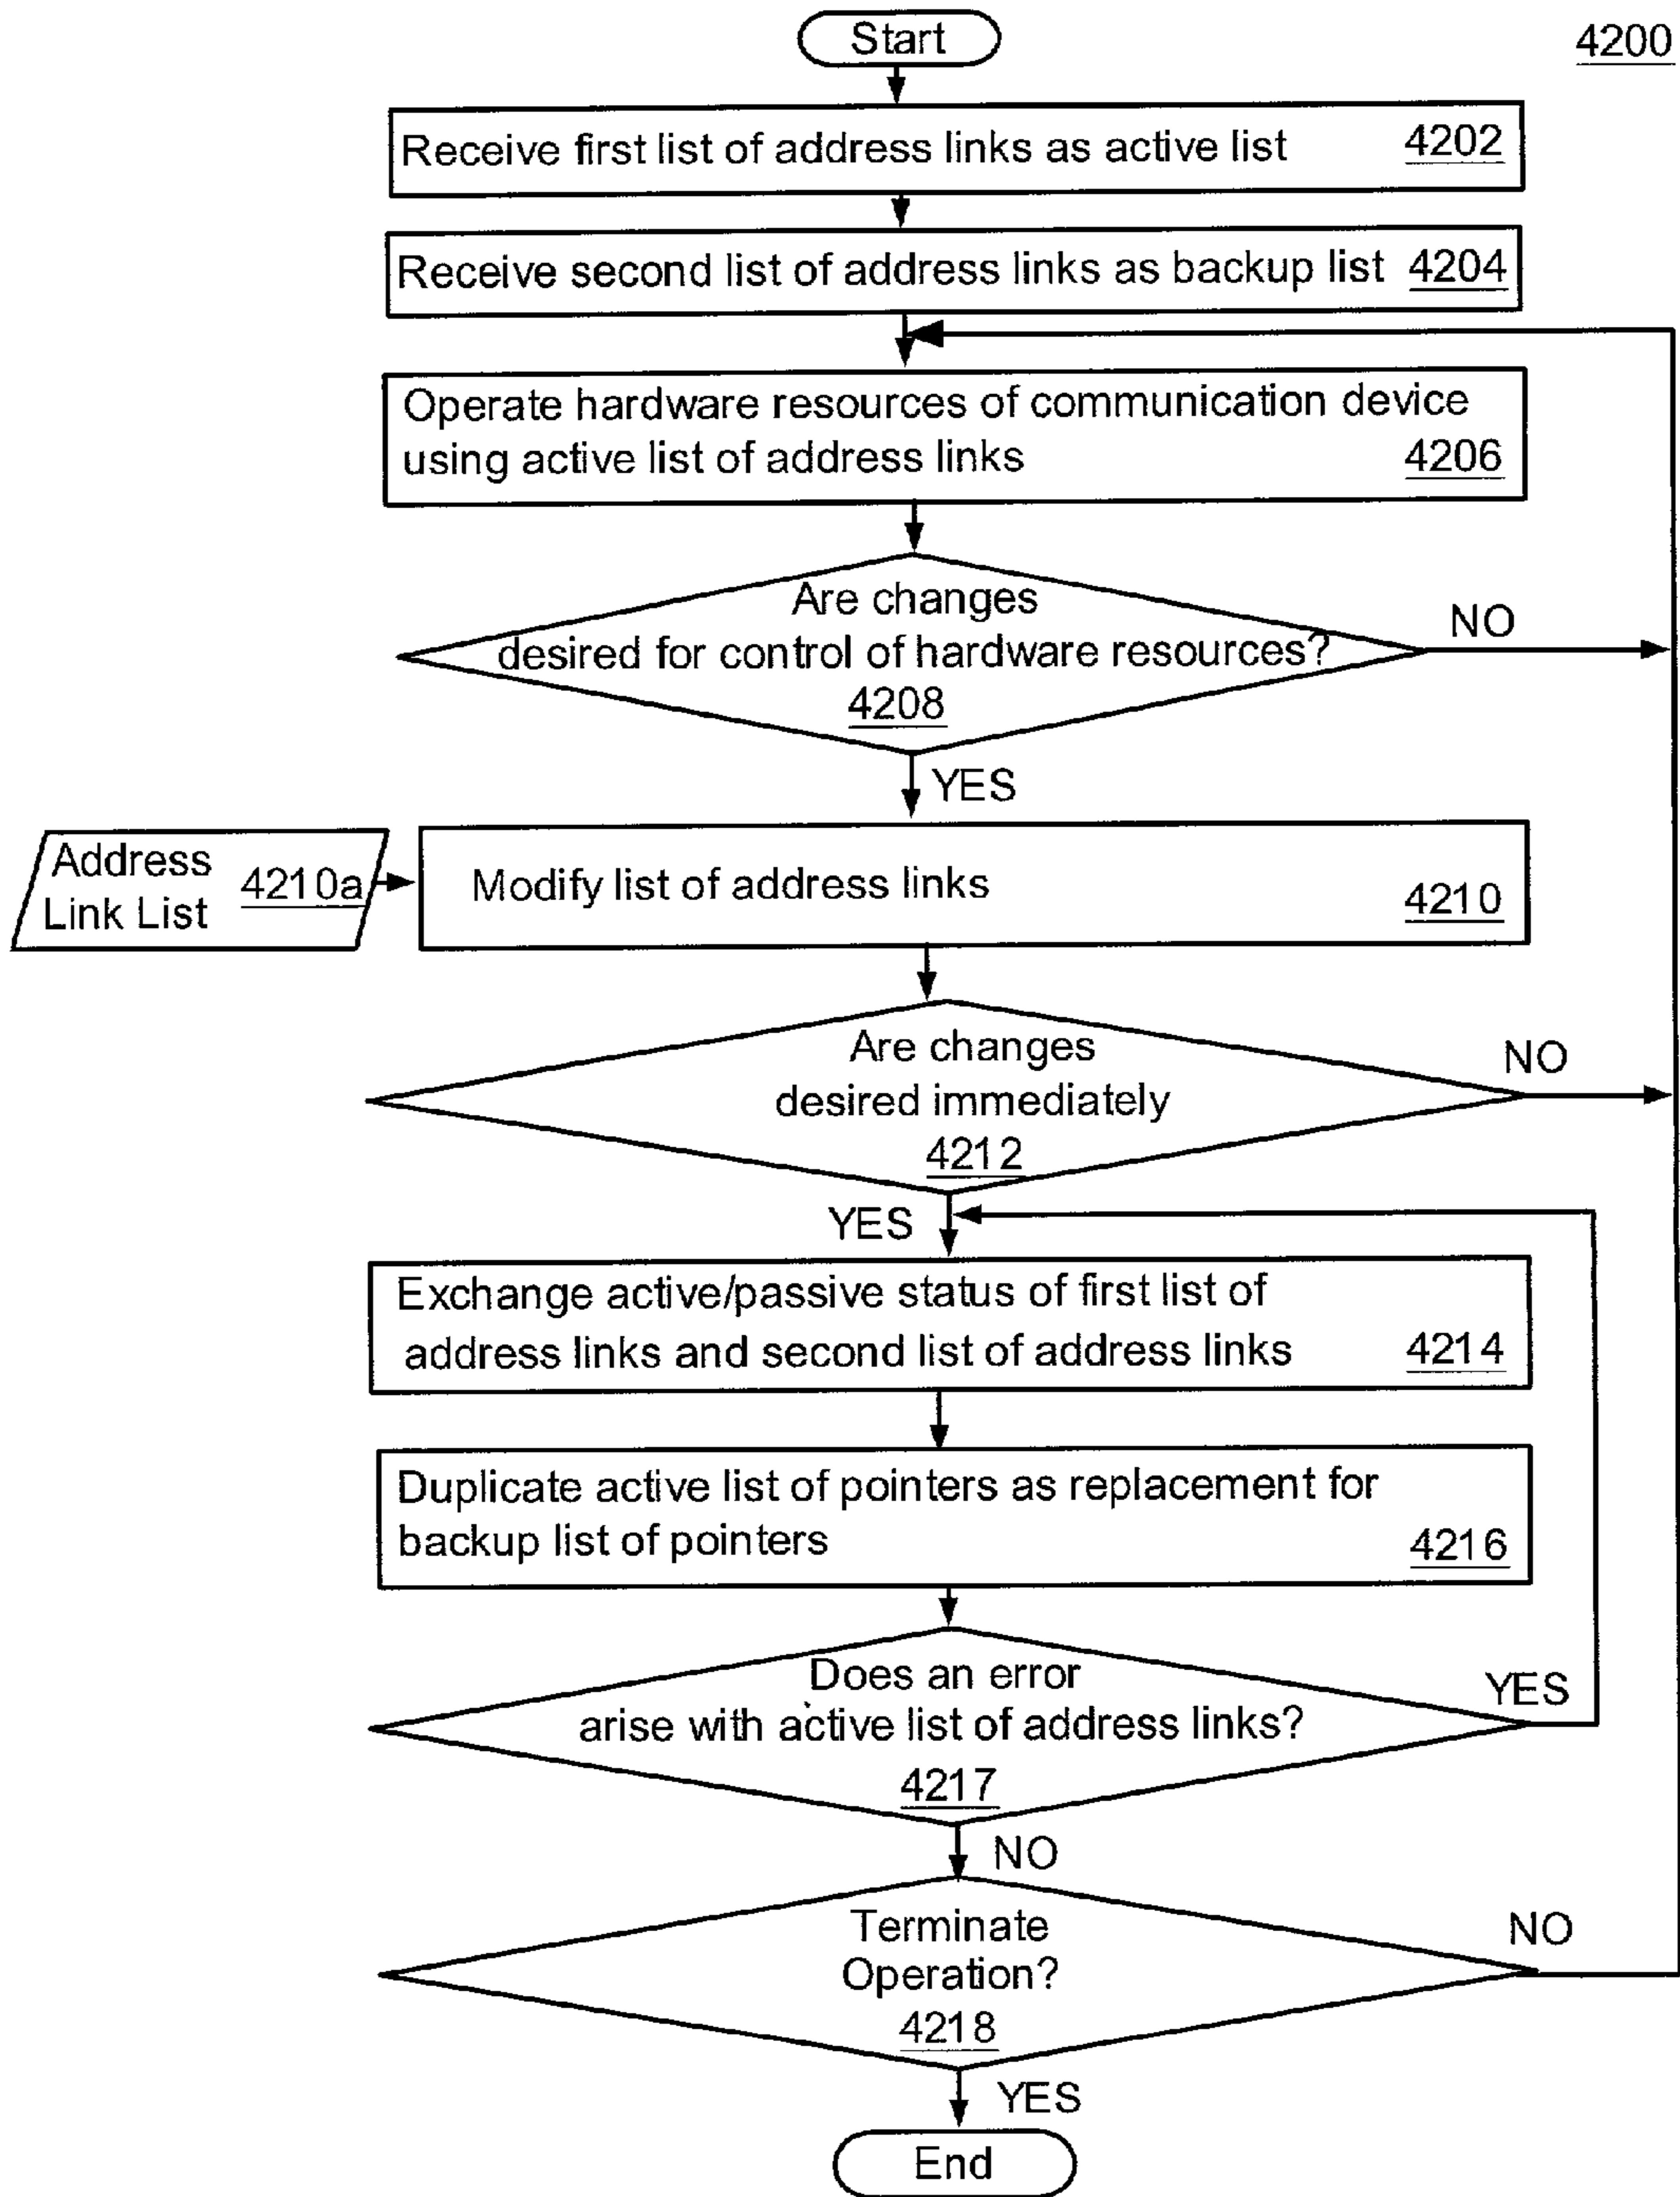 Start
4200
Receive first list of address links as active list 4202
Receive second list of address links as backup list 4204
Operate hardware resources of communication device
using active list of address links 4206
Are changes
desired for control of hardware resources?
4208
NO
YES
Address
Link List 4210a
Modify list of address links 4210
Are changes
desired immediately
4212
NO
YES
Exchange active/passive status of first list of
address links and second list of address links 4214
Duplicate active list of pointers as replacement for
backup list of pointers 4216
Does an error
arise with active list of address links?
4217
YES
NO
Terminate
Operation?
4218
NO
YES
End